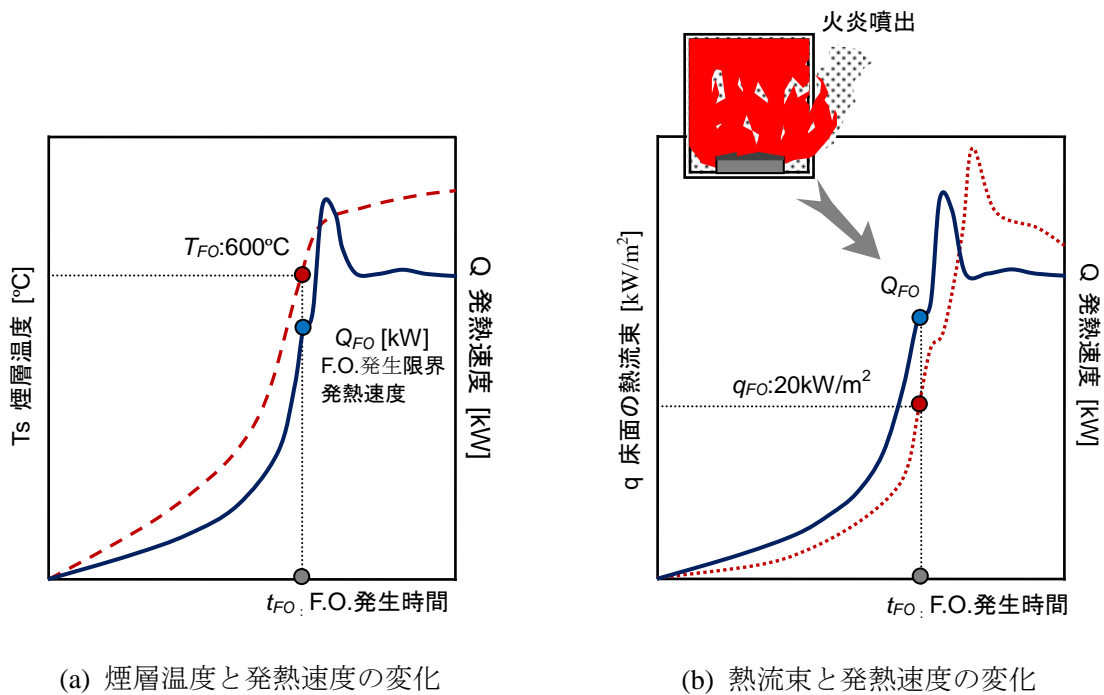 火炎噴出
Ts 煙層温度 [℃]
TFO:600℃
QFO [kW]
F.O.発生限界
発熱速度
Q 発熱速度 [kW]
tFO : F.O.発生時間
(a) 煙層温度と発熱速度の変化
q 床面の熱流束 [kW/m²]
QFO
qFO:20kW/m²
Q 発熱速度 [kW]
tFO : F.O.発生時間
(b) 熱流束と発熱速度の変化